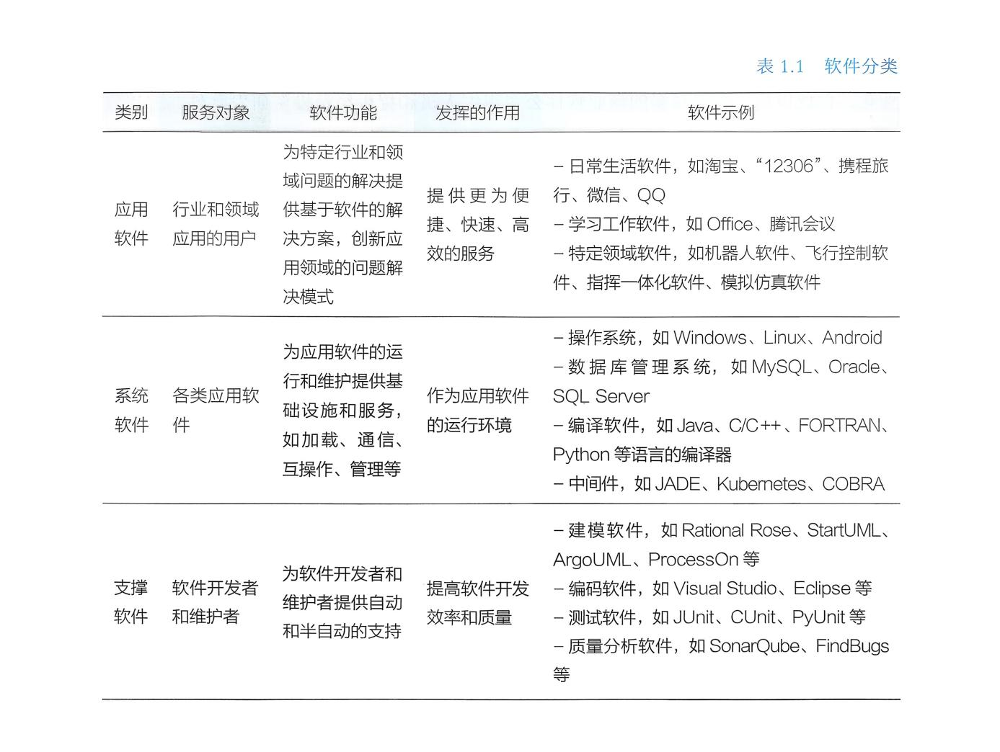 表 1.1 软件分类
类别 服务对象 软件功能 发挥的作用 软件示例
应用
软件
行业和领域
应用的用户
为特定行业和领
域问题的解决提
供基于软件的解
决方案，创新应
用领域的问题解
决模式
提供更为便
捷、快速、高
效的服务
– 日常生活软件，如淘宝、“12306”、携程旅
行、微信、QQ
– 学习工作软件，如 Office、腾讯会议
– 特定领域软件，如机器人软件、飞行控制软
件、指挥一体化软件、模拟仿真软件
系统
软件
各类应用软
件
为应用软件的运
行和维护提供基
础设施和服务，
如加载、通信、
互操作、管理等
作为应用软件
的运行环境
– 操作系统，如 Windows、Linux、Android
– 数据库管理系统，如 MySQL、Oracle、
SQL Server
– 编译软件，如 Java、C/C++、FORTRAN、
Python 等语言的编译器
– 中间件，如 JADE、Kubernetes、COBRA
支撑
软件
软件开发者
和维护者
为软件开发者和
维护者提供自动
和半自动的支持
提高软件开发
效率和质量
– 建模软件，如 Rational Rose、StartUML、
ArgoUML、ProcessOn 等
– 编码软件，如 Visual Studio、Eclipse 等
– 测试软件，如 JUnit、CUnit、PyUnit 等
– 质量分析软件，如 SonarQube、FindBugs
等